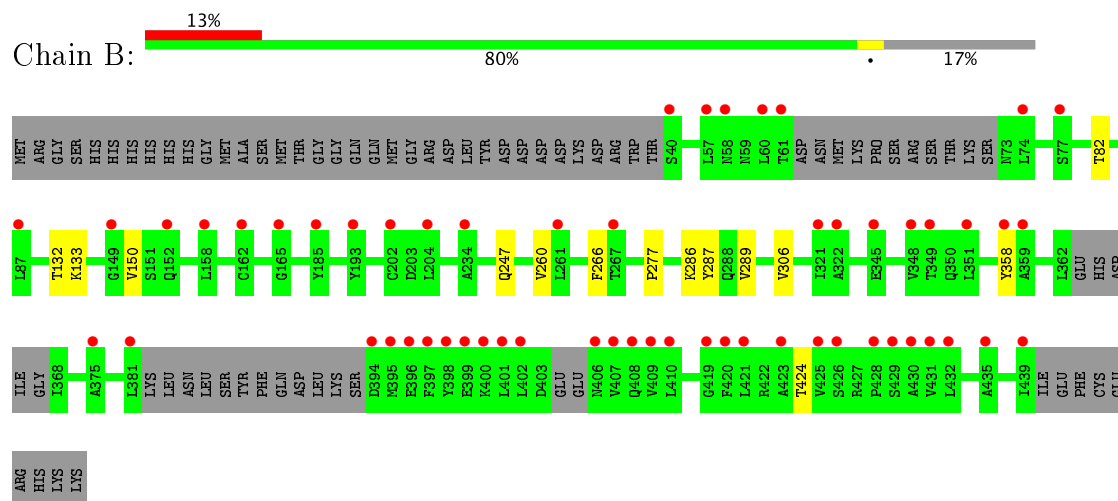 13%
Chain B:
80%
17%
MET ARG GLY SER HIS HIS HIS HIS HIS HIS GLY MET ALA SER MET THR GLY GLY GLN GLN MET GLY ARG ASP LEU TYR ASP ASP ASP ASP LYS ASP ARG TRP THR S40 L57 N58 N59 L60 T61 ASP ASN MET LYS PRO SER ARG SER THR LYS SER N73 L74 S77 T82
L87 T132 K133 G149 V150 S151 Q152 L158 C162 G165 Y185 Y193 C202 D203 L204 A234 Q247 V260 L261 F266 T267 P277 K286 Y287 Q288 V289 V306 I321 A322 E345 V348 T349 Q350 L351 Y358 A359 L362 GLU HIS ASP
ILE GLY I368 A375 L381 LYS LEU ASN LEU SER TYR PHE GLN ASP LEU LYS SER D394 M395 E396 F397 Y398 E399 K400 L401 L402 D403 GLU GLU N406 V407 Q408 V409 L410 G419 F420 L421 R422 A423 T424 V425 S426 R427 P428 S429 A430 V431 L432 A435 I439 ILE GLU PHE CYS GLU
ARG HIS LYS LYS